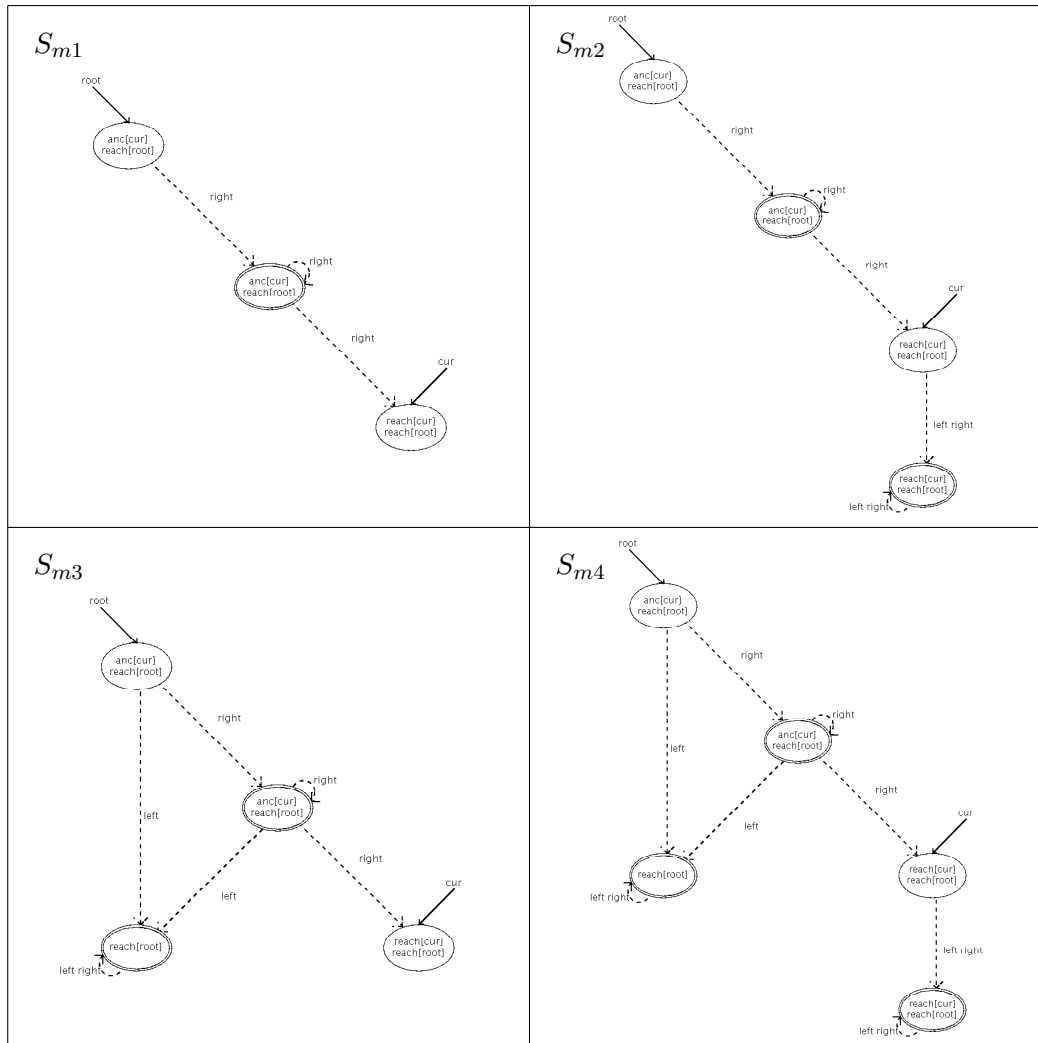 S_{m1}
root
anc[cur]
reach[root]
right
right
anc[cur]
reach[root]
right
cur
reach[cur]
reach[root]
S_{m2}
root
anc[cur]
reach[root]
right
right
anc[cur]
reach[root]
right
cur
reach[cur]
reach[root]
left right
reach[cur]
reach[root]
left right
S_{m3}
root
anc[cur]
reach[root]
right
right
anc[cur]
reach[root]
left
right
left
cur
reach[root]
reach[cur]
reach[root]
left right
S_{m4}
root
anc[cur]
reach[root]
right
right
anc[cur]
reach[root]
left
right
left
cur
reach[root]
reach[cur]
reach[root]
left right
left right
reach[cur]
reach[root]
left right